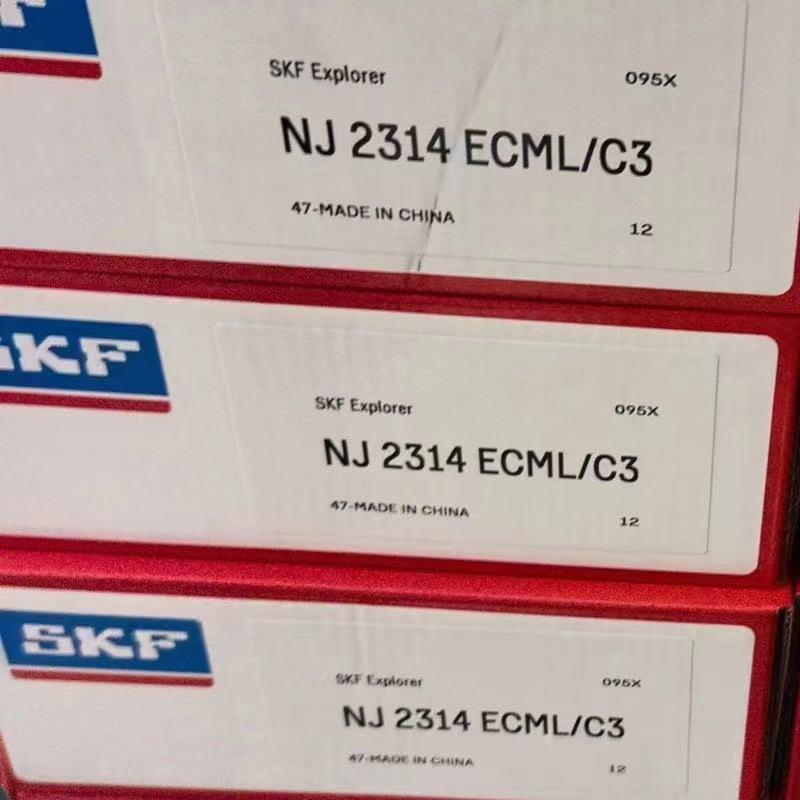 SKF Explorer 095X
NJ 2314 ECML/C3
47-MADE IN CHINA 12
SKF
SKF Explorer 095X
NJ 2314 ECML/C3
47-MADE IN CHINA 12
SKF
SKF Explorer 095X
NJ 2314 ECML/C3
47-MADE IN CHINA 12